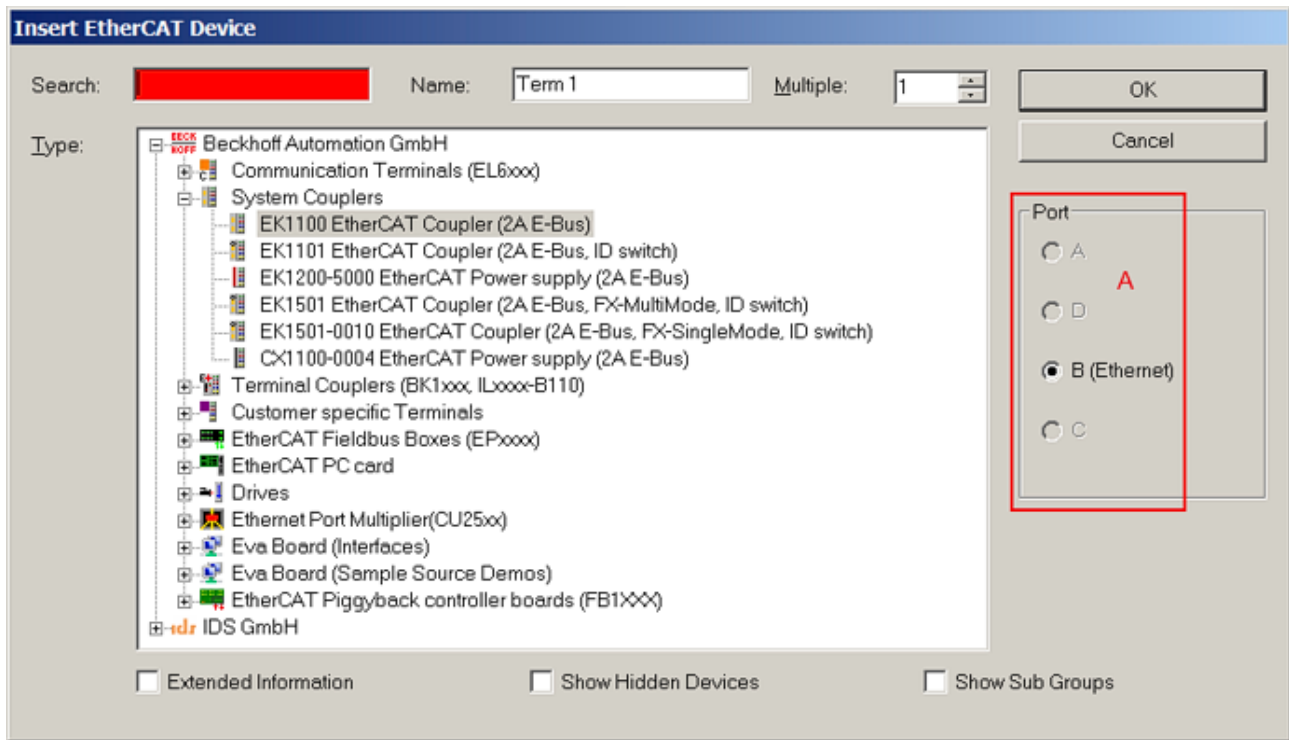 Insert EtherCAT Device
Search:
Name: Term 1
Multiple: 1
OK
Cancel
Type:
BECK
HOFF Beckhoff Automation GmbH
Communication Terminals (EL6xxx)
System Couplers
EK1100 EtherCAT Coupler (2A E-Bus)
EK1101 EtherCAT Coupler (2A E-Bus, ID switch)
EK1200-5000 EtherCAT Power supply (2A E-Bus)
EK1501 EtherCAT Coupler (2A E-Bus, FX-MultiMode, ID switch)
EK1501-0010 EtherCAT Coupler (2A E-Bus, FX-SingleMode, ID switch)
CX1100-0004 EtherCAT Power supply (2A E-Bus)
Terminal Couplers (BK1xxx, ILxxxx-B110)
Customer specific Terminals
EtherCAT Fieldbus Boxes (EPxxxx)
EtherCAT PC card
Drives
Ethernet Port Multiplier(CU25xx)
Eva Board (Interfaces)
Eva Board (Sample Source Demos)
EtherCAT Piggyback controller boards (FB1XXX)
ids IDS GmbH
Port
A
A
D
B (Ethernet)
C
Extended Information
Show Hidden Devices
Show Sub Groups